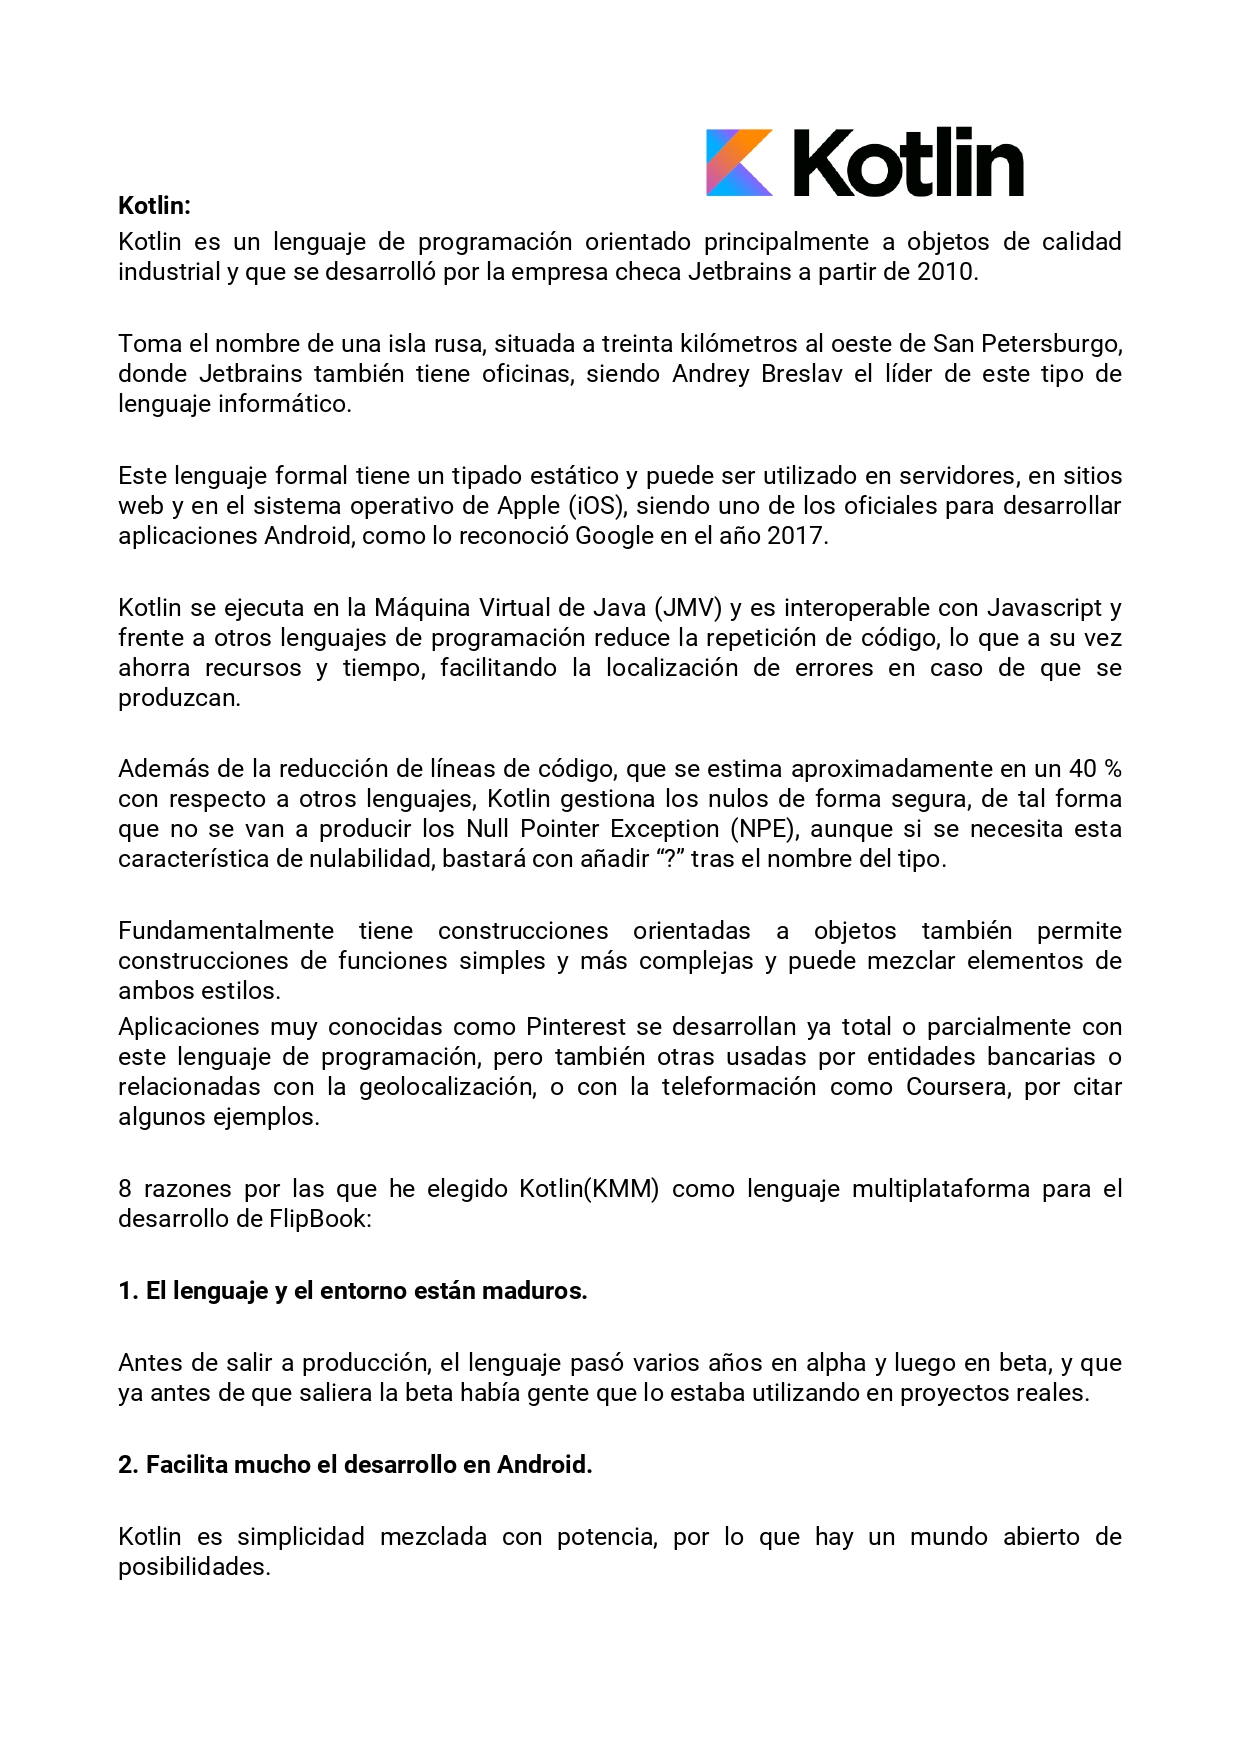 Kotlin
Kotlin:
Kotlin es un lenguaje de programación orientado principalmente a objetos de calidad
industrial y que se desarrolló por la empresa checa Jetbrains a partir de 2010.
Toma el nombre de una isla rusa, situada a treinta kilómetros al oeste de San Petersburgo,
donde Jetbrains también tiene oficinas, siendo Andrey Breslav el líder de este tipo de
lenguaje informático.
Este lenguaje formal tiene un tipado estático y puede ser utilizado en servidores, en sitios
web y en el sistema operativo de Apple (iOS), siendo uno de los oficiales para desarrollar
aplicaciones Android, como lo reconoció Google en el año 2017.
Kotlin se ejecuta en la Máquina Virtual de Java (JMV) y es interoperable con Javascript y
frente a otros lenguajes de programación reduce la repetición de código, lo que a su vez
ahorra recursos y tiempo, facilitando la localización de errores en caso de que se
produzcan.
Además de la reducción de líneas de código, que se estima aproximadamente en un 40 %
con respecto a otros lenguajes, Kotlin gestiona los nulos de forma segura, de tal forma
que no se van a producir los Null Pointer Exception (NPE), aunque si se necesita esta
característica de nulabilidad, bastará con añadir “?” tras el nombre del tipo.
Fundamentalmente tiene construcciones orientadas a objetos también permite
construcciones de funciones simples y más complejas y puede mezclar elementos de
ambos estilos.
Aplicaciones muy conocidas como Pinterest se desarrollan ya total o parcialmente con
este lenguaje de programación, pero también otras usadas por entidades bancarias o
relacionadas con la geolocalización, o con la teleformación como Coursera, por citar
algunos ejemplos.
8 razones por las que he elegido Kotlin(KMM) como lenguaje multiplataforma para el
desarrollo de FlipBook:
1. El lenguaje y el entorno están maduros.
Antes de salir a producción, el lenguaje pasó varios años en alpha y luego en beta, y que
ya antes de que saliera la beta había gente que lo estaba utilizando en proyectos reales.
2. Facilita mucho el desarrollo en Android.
Kotlin es simplicidad mezclada con potencia, por lo que hay un mundo abierto de
posibilidades.